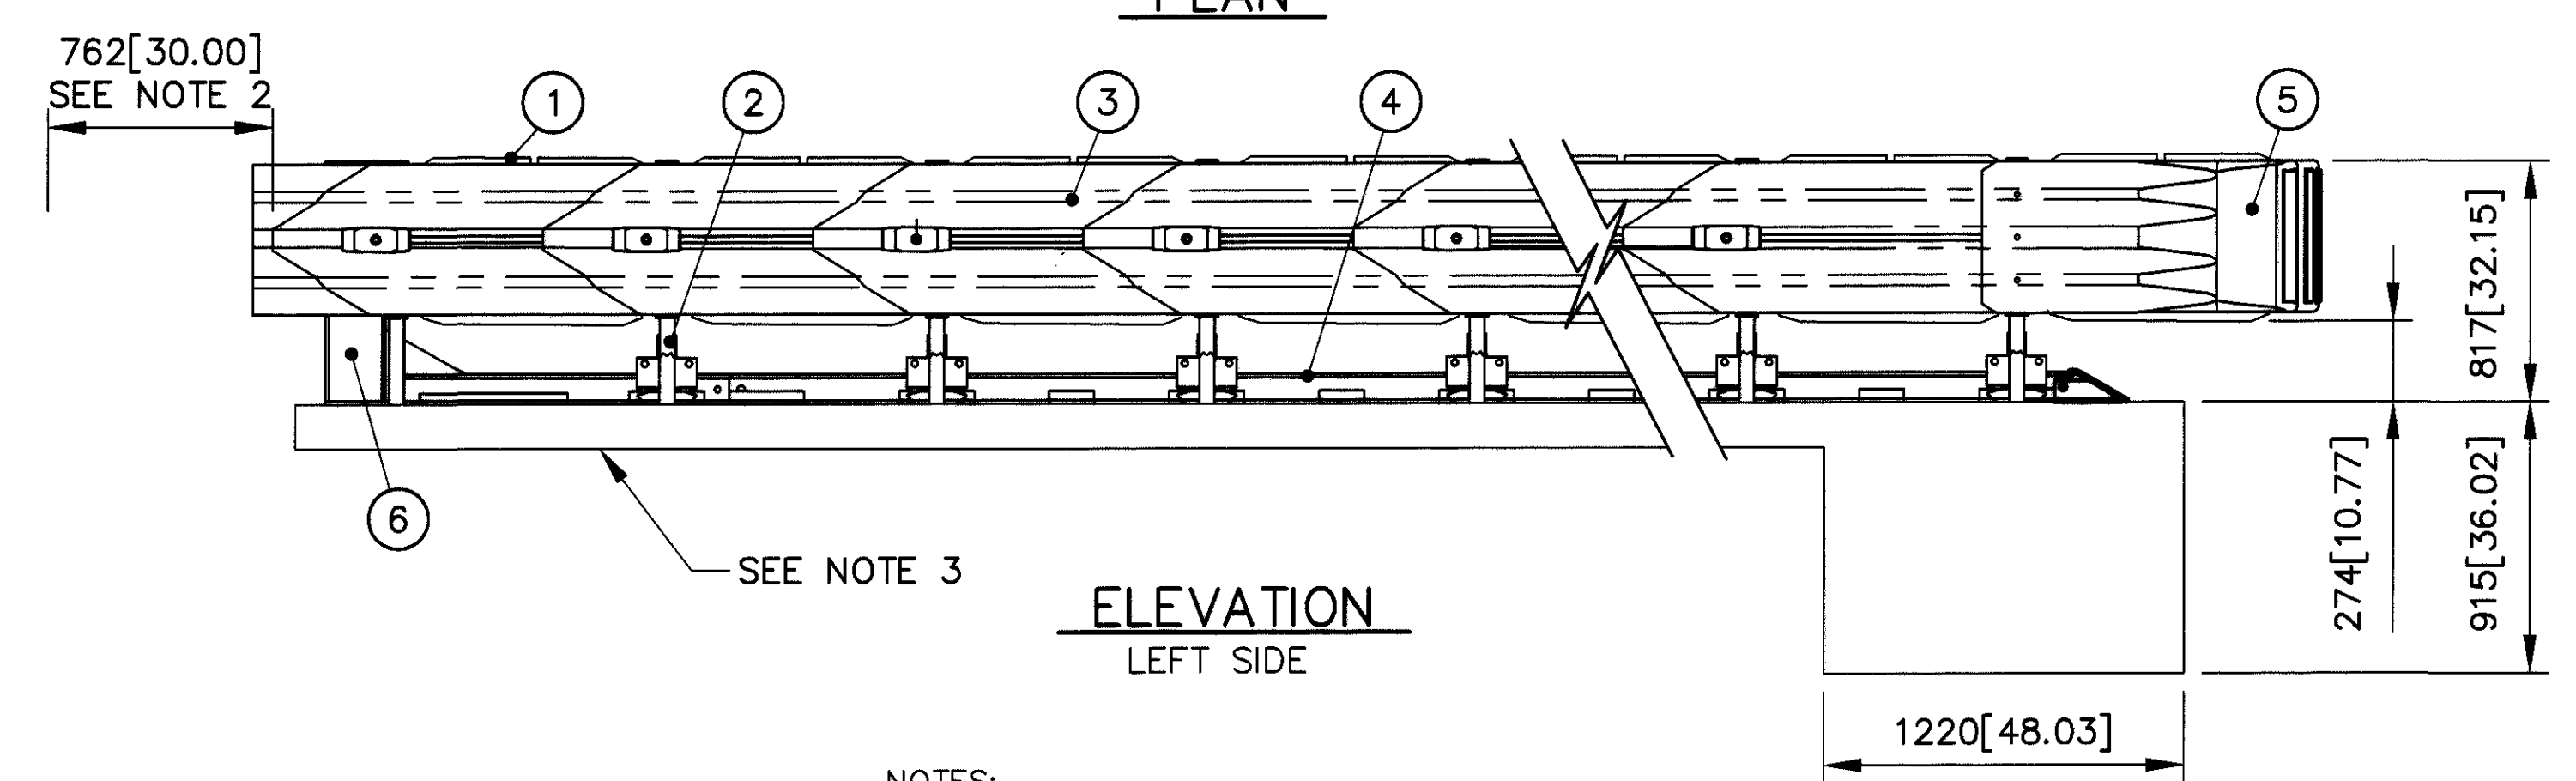 PLAN
762[30.00]
SEE NOTE 2
1
2
3
4
5
6
SEE NOTE 3
817[32.15]
274[10.77]
915[36.02]
ELEVATION
LEFT SIDE
1220[48.03]
NOTES: